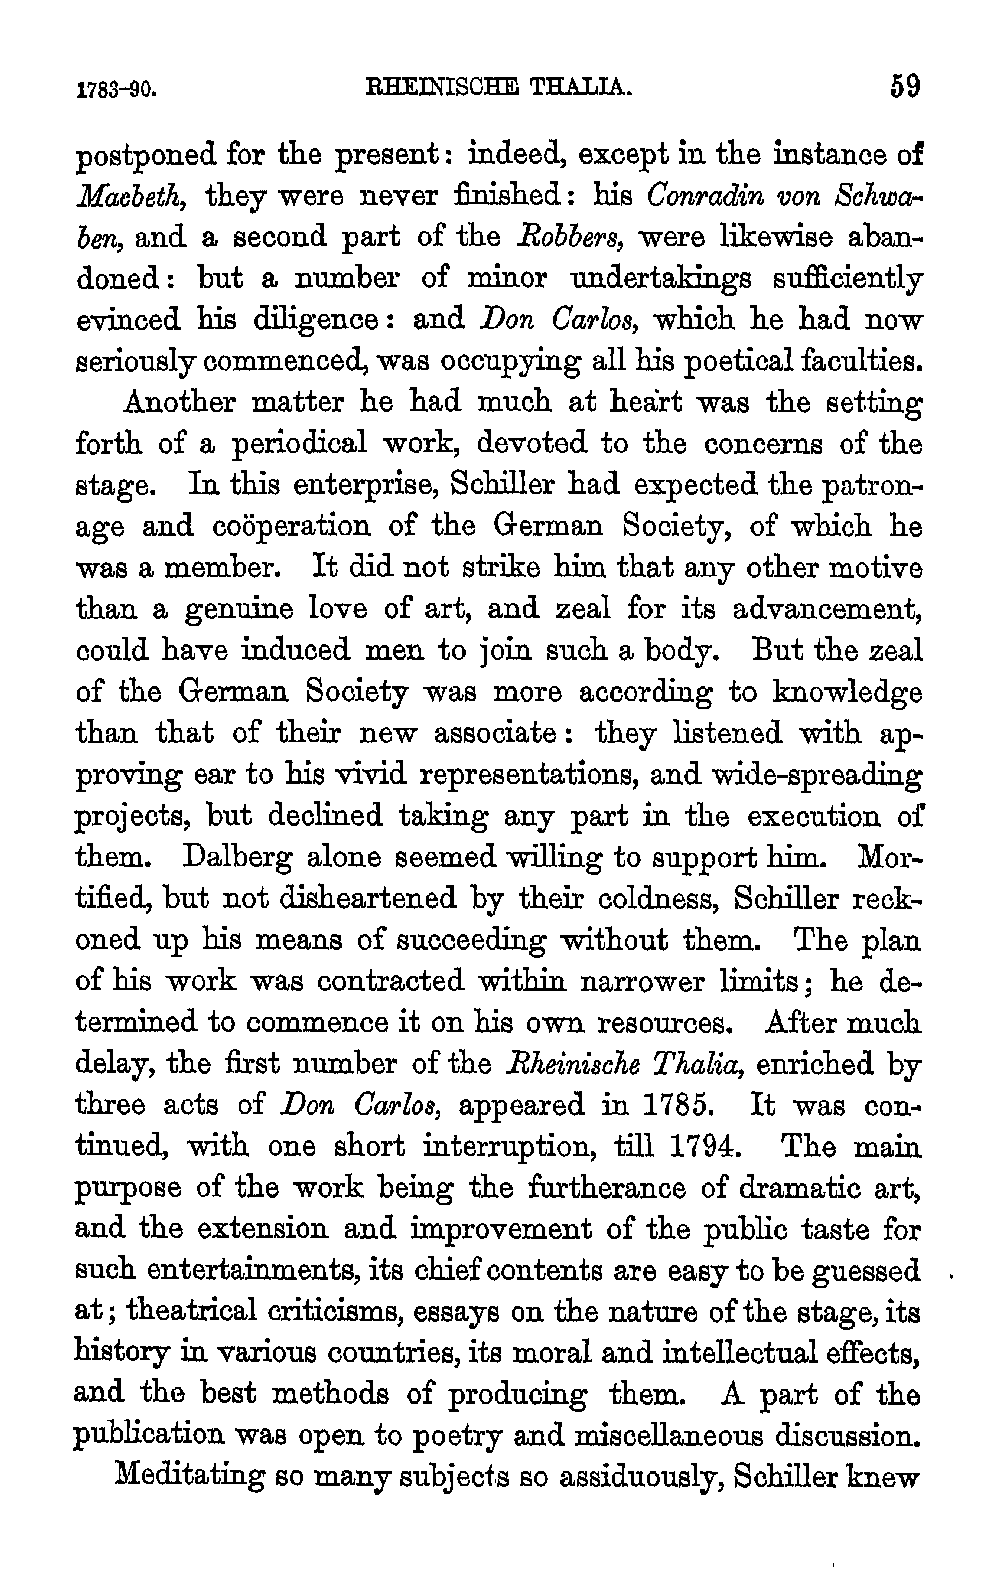 1783-90. RHEINISCHE THALIA. 59
postponed for the present: indeed, except in the instance of
Macbeth, they were never finished: his Conradin von Schwa-
ben, and a second part of the Robbers, were likewise aban-
doned: but a number of minor undertakings sufficiently
evinced his diligence: and Don Carlos, which he had now
seriously commenced, was occupying all his poetical faculties.
Another matter he had much at heart was the setting
forth of a periodical work, devoted to the concerns of the
stage. In this enterprise, Schiller had expected the patron-
age and coöperation of the German Society, of which he
was a member. It did not strike him that any other motive
than a genuine love of art, and zeal for its advancement,
could have induced men to join such a body. But the zeal
of the German Society was more according to knowledge
than that of their new associate: they listened with ap-
proving ear to his vivid representations, and wide-spreading
projects, but declined taking any part in the execution of
them. Dalberg alone seemed willing to support him. Mor-
tified, but not disheartened by their coldness, Schiller reck-
oned up his means of succeeding without them. The plan
of his work was contracted within narrower limits; he de-
termined to commence it on his own resources. After much
delay, the first number of the Rheinische Thalia, enriched by
three acts of Don Carlos, appeared in 1785. It was con-
tinued, with one short interruption, till 1794. The main
purpose of the work being the furtherance of dramatic art,
and the extension and improvement of the public taste for
such entertainments, its chief contents are easy to be guessed
at; theatrical criticisms, essays on the nature of the stage, its
history in various countries, its moral and intellectual effects,
and the best methods of producing them. A part of the
publication was open to poetry and miscellaneous discussion.
Meditating so many subjects so assiduously, Schiller knew